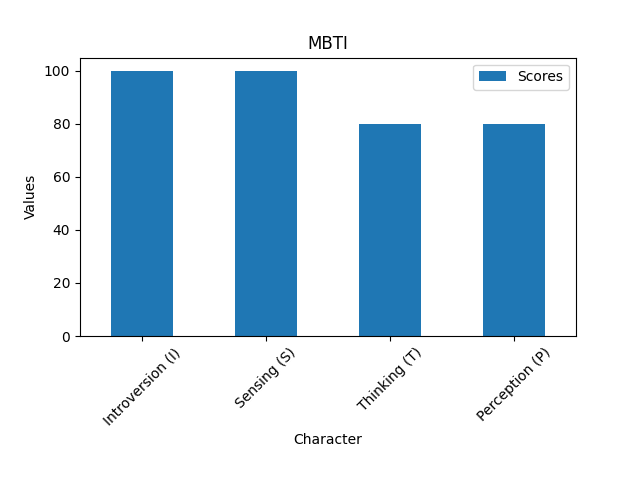 MBTI
Scores
Values
100
80
60
40
20
0
Introversion (I)
Sensing (S)
Thinking (T)
Perception (P)
Character